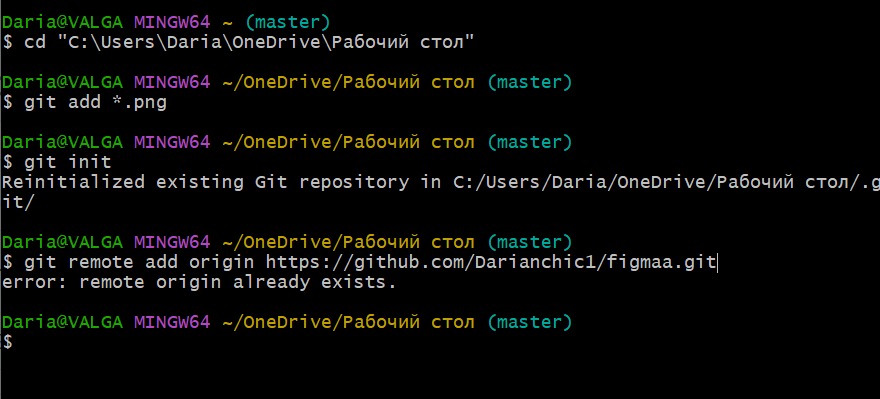 Daria@VALGA MINGW64 ~ (master)
$ cd "C:\Users\Daria\OneDrive\Рабочий стол"
Daria@VALGA MINGW64 ~/OneDrive/Рабочий стол (master)
$ git add *.png
Daria@VALGA MINGW64 ~/OneDrive/Рабочий стол (master)
$ git init
Reinitialized existing Git repository in C:/Users/Daria/OneDrive/Рабочий стол/.g
it/
Daria@VALGA MINGW64 ~/OneDrive/Рабочий стол (master)
$ git remote add origin https://github.com/Darianchic1/figmaa.git
error: remote origin already exists.
Daria@VALGA MINGW64 ~/OneDrive/Рабочий стол (master)
$